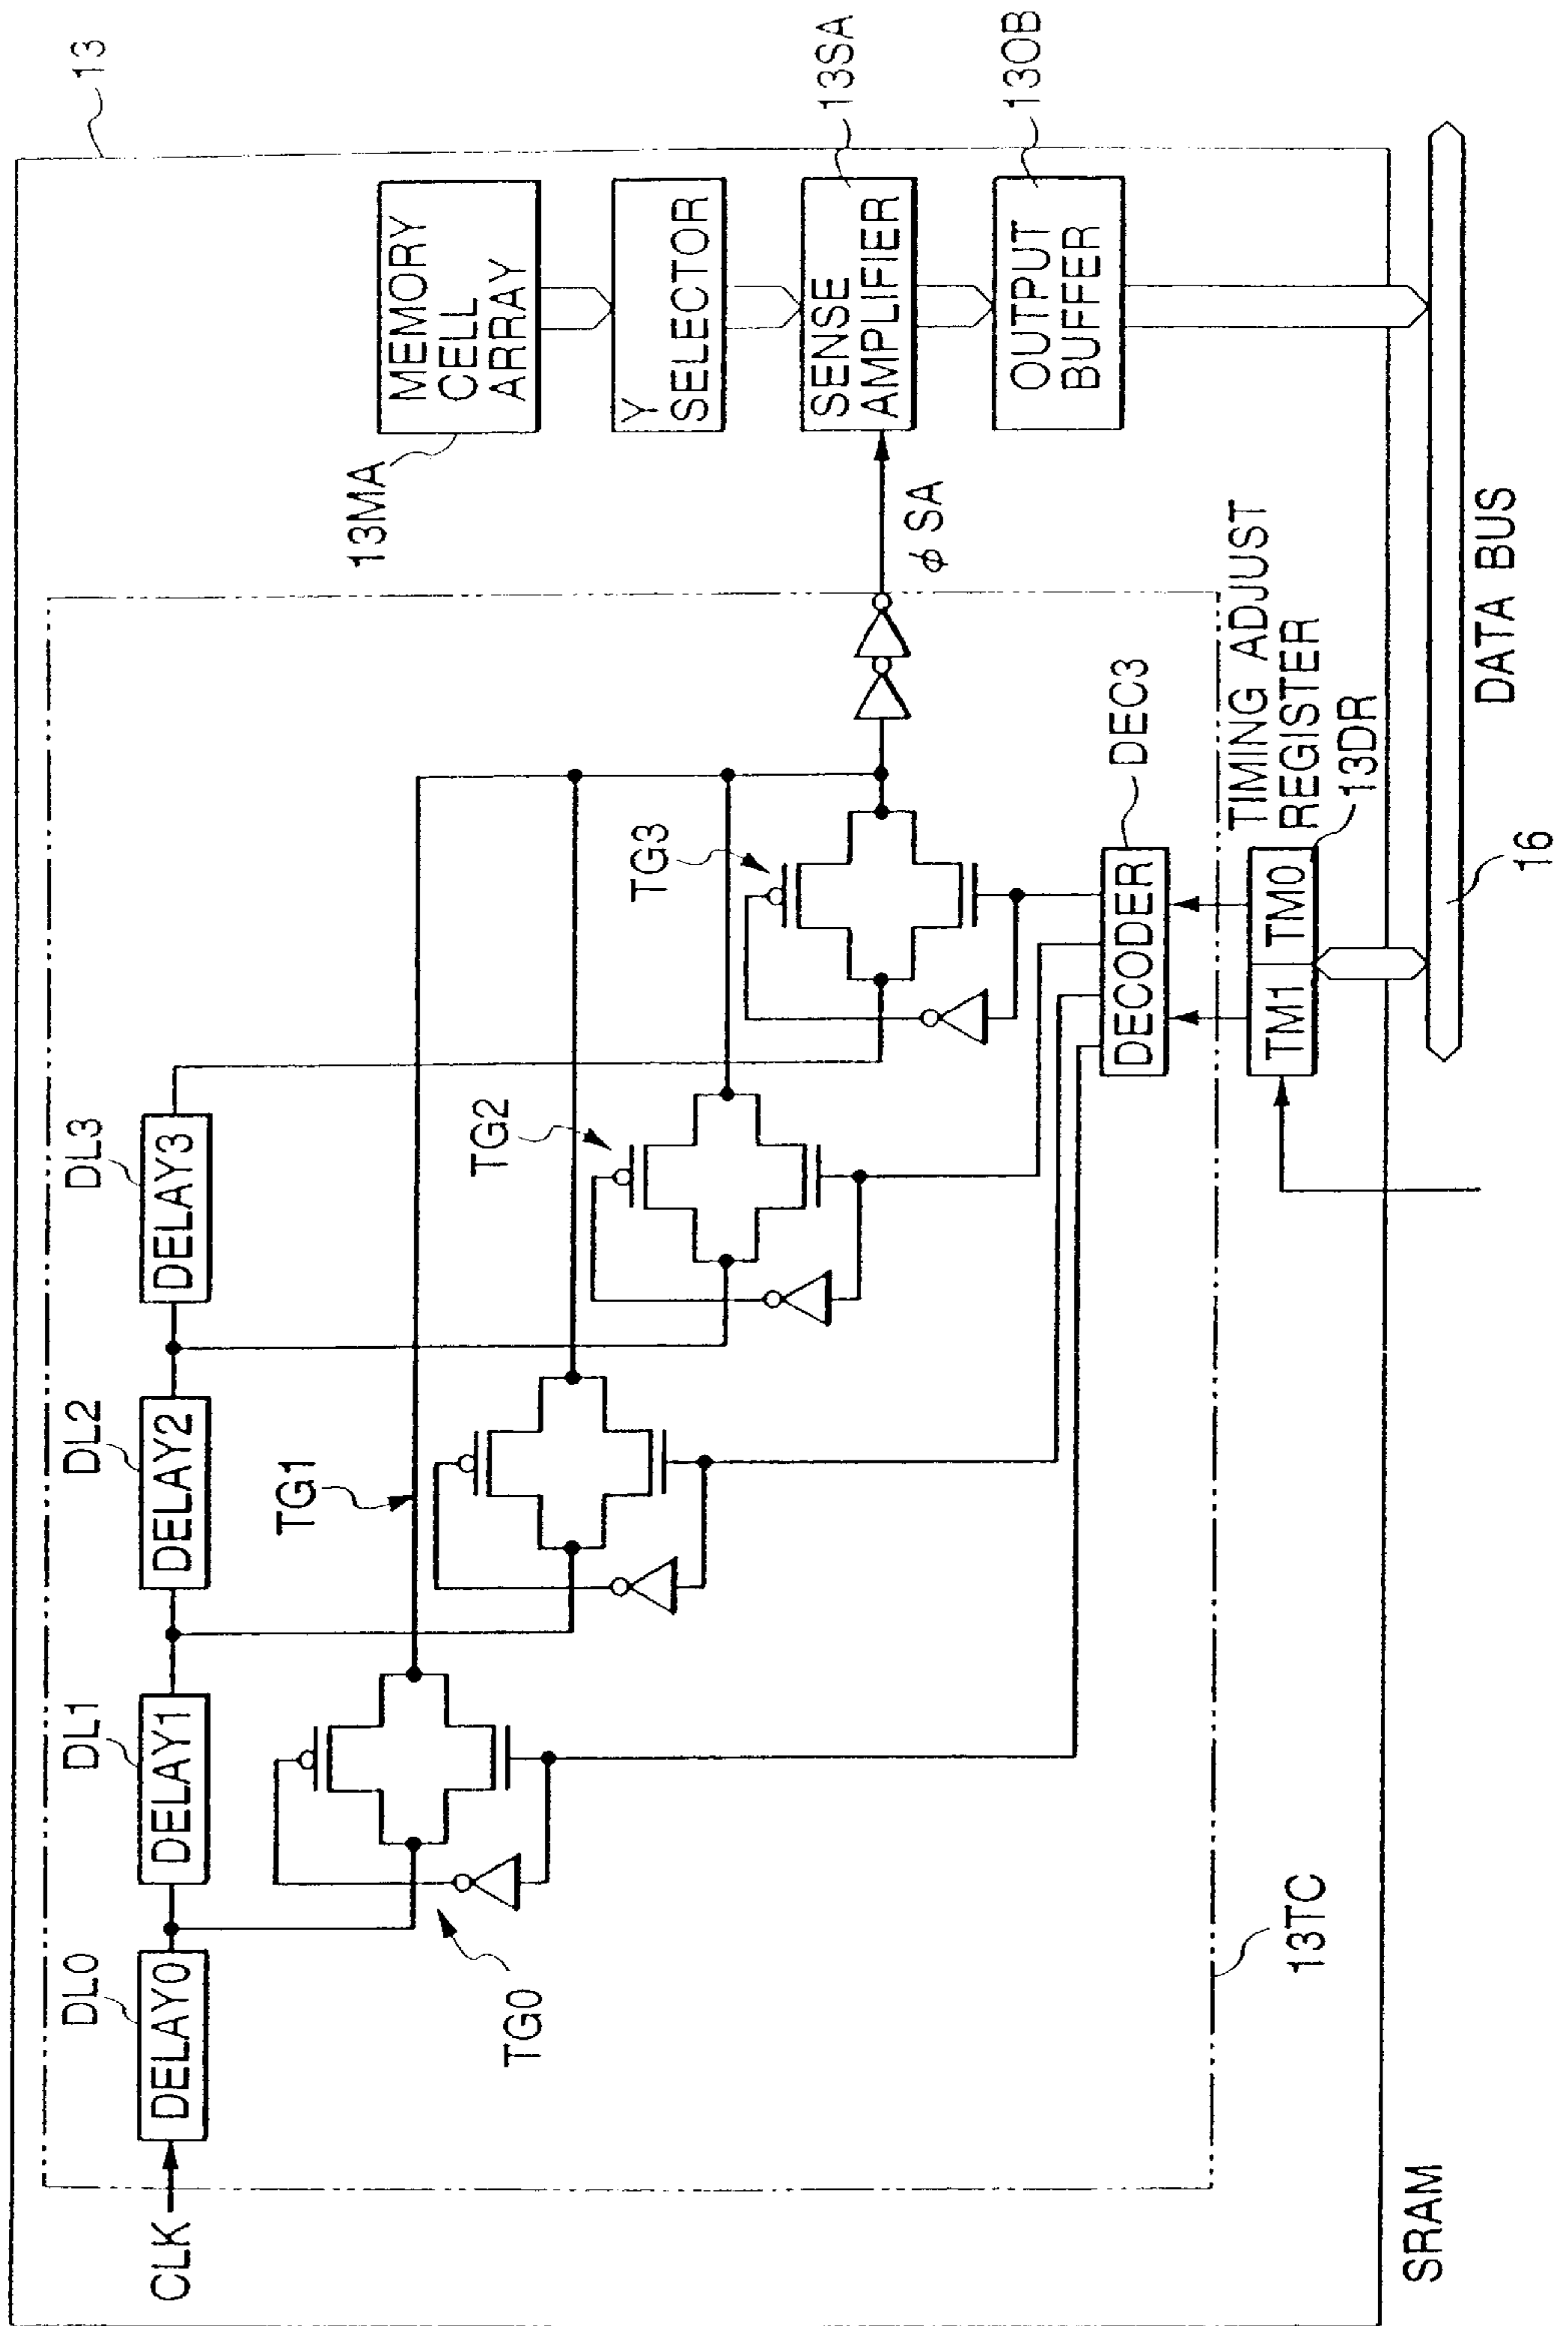 13
DL0
DL1
DL2
DL3
CLK
DELAY0
DELAY1
DELAY2
DELAY3
TG0
TG1
TG2
TG3
13MA
MEMORY
CELL
ARRAY
Y
SELECTOR
SENSE
AMPLIFIER
13SA
φSA
OUTPUT
BUFFER
13OB
DECODER
DEC3
13TC
TIMING ADJUST
REGISTER
13DR
TM1
TM0
16
DATA BUS
SRAM